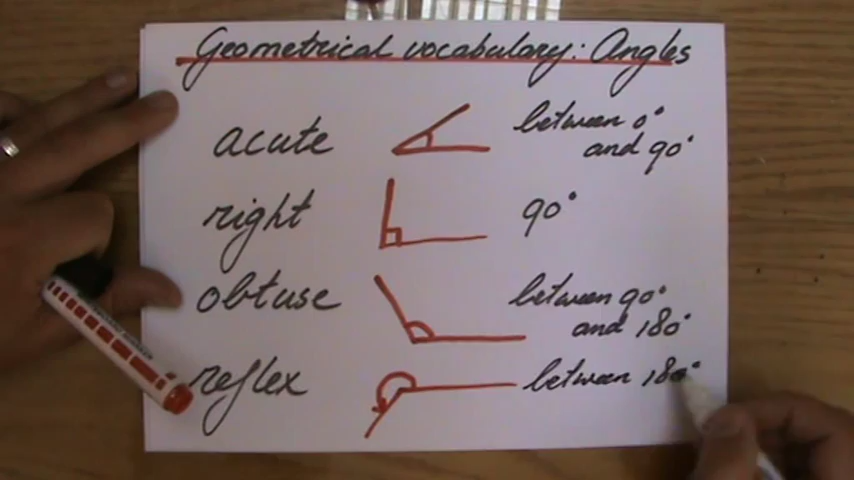 Geometrical vocabulary: Angles
acute
between 0°
and 90°
right
90°
obtuse
between 90°
and 180°
reflex
between 180°